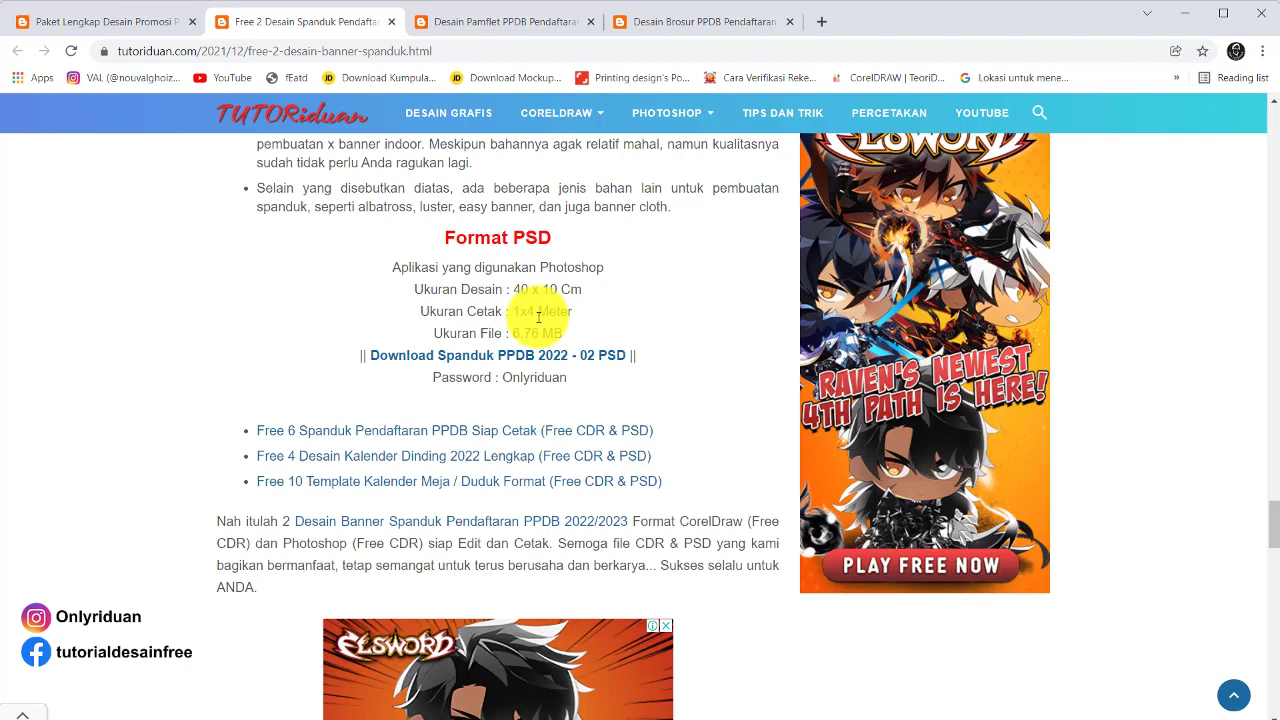 Paket Lengkap Desain Posi
Free 2 Desain Banner Spanduk
Desain Banner PPDB Pendaftaran
Desain Brosur PPDB Pendaftaran
tutoriduanfree.com/2021/12/free-2-desain-banner-spanduk.html
Apps
VAL (@nouvalghoiz...
YouTube
fEatd
Download Kumpula...
Download Mockup...
Printing design's Po...
Cara Verifikasi Reke...
CorelDRAW | TeoriD...
Lokasi untuk mene...
»
Reading list
TUTORiduan
DESAIN GRAFIS
CORELDRAW
PHOTOSHOP
TIPS DAN TRIK
PERCETAKAN
YOUTUBE
pembuatan x banner indoor. Meskipun bahannya agak relatif mahal, namun kualitasnya
sudah tidak perlu Anda ragukan lagi.
• Selain yang disebutkan diatas, ada beberapa jenis bahan lain untuk pembuatan
spanduk, seperti albatross, luster, easy banner, dan juga banner cloth.
Format PSD
Aplikasi yang digunakan Photoshop
Ukuran Desain : 40 x 10 Cm
Ukuran Cetak : 1x4 Meter
Ukuran File : 6.76 MB
|| Download Spanduk PPDB 2022 - 02 PSD ||
Password : Onlyriduan
• Free 6 Spanduk Pendaftaran PPDB Siap Cetak (Free CDR & PSD)
• Free 4 Desain Kalender Dinding 2022 Lengkap (Free CDR & PSD)
• Free 10 Template Kalender Meja / Duduk Format (Free CDR & PSD)
Nah itulah 2 Desain Banner Spanduk Pendaftaran PPDB 2022/2023 Format CorelDraw (Free
CDR) dan Photoshop (Free CDR) siap Edit dan Cetak. Semoga file CDR & PSD yang kami
bagikan bermanfaat, tetap semangat untuk terus berusaha dan berkarya... Sukses selalu untuk
ANDA.
ELSWORD
RAVEN'S NEWEST
4TH PATH IS HERE!
PLAY FREE NOW
Onlyriduan
tutorialdesainfree
ELSWORD